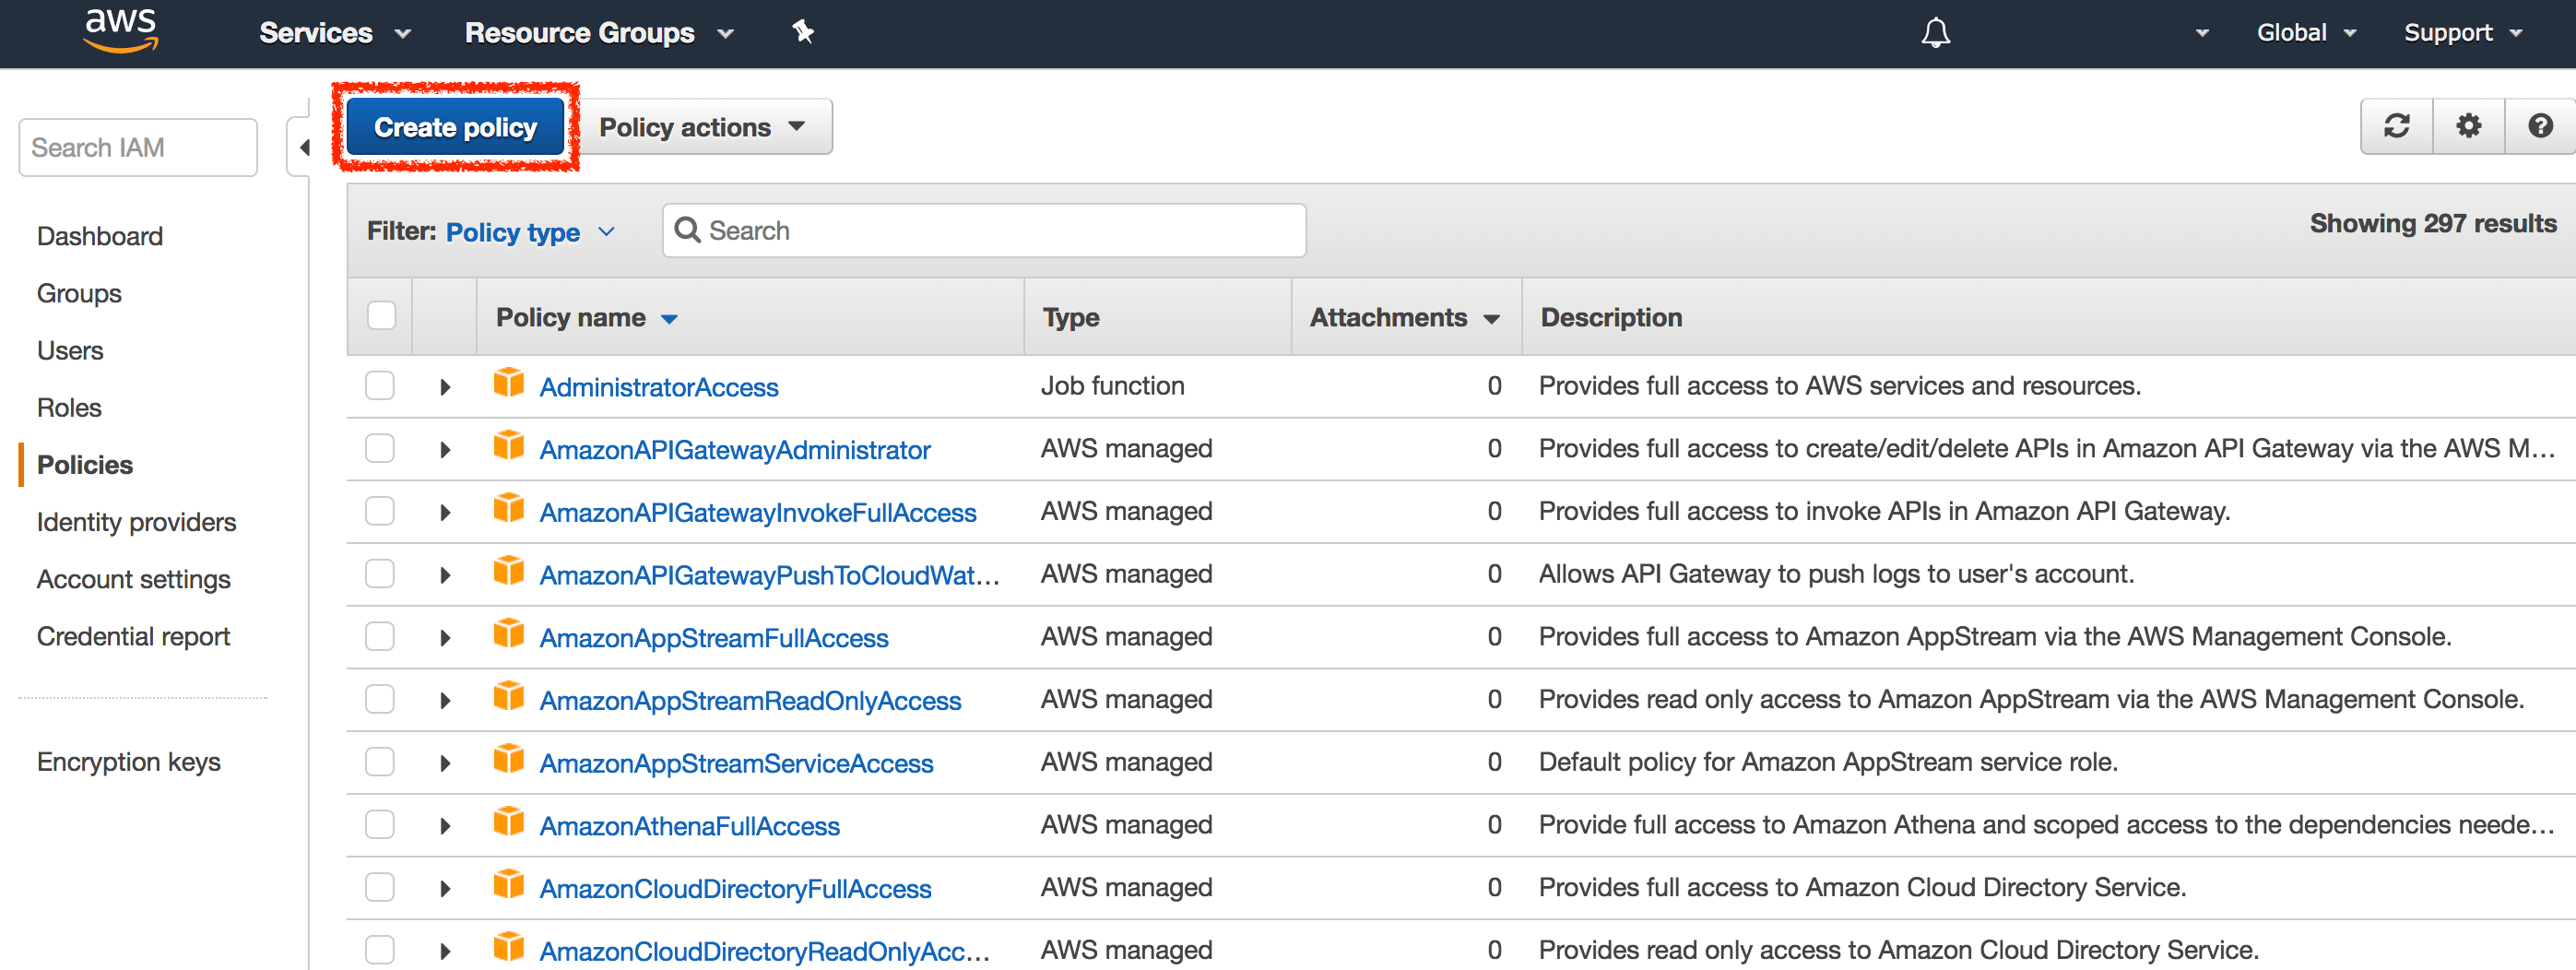 aws Services Resource Groups Global Support
Create policy Policy actions
Search IAM
Filter: Policy type Search Showing 297 results
Dashboard
Groups
Users
Roles
Policies
Identity providers
Account settings
Credential report
Encryption keys
Policy name Type Attachments Description
AdministratorAccess Job function 0 Provides full access to AWS services and resources.
AmazonAPIGatewayAdministrator AWS managed 0 Provides full access to create/edit/delete APIs in Amazon API Gateway via the AWS M...
AmazonAPIGatewayInvokeFullAccess AWS managed 0 Provides full access to invoke APIs in Amazon API Gateway.
AmazonAPIGatewayPushToCloudWat... AWS managed 0 Allows API Gateway to push logs to user's account.
AmazonAppStreamFullAccess AWS managed 0 Provides full access to Amazon AppStream via the AWS Management Console.
AmazonAppStreamReadOnlyAccess AWS managed 0 Provides read only access to Amazon AppStream via the AWS Management Console.
AmazonAppStreamServiceAccess AWS managed 0 Default policy for Amazon AppStream service role.
AmazonAthenaFullAccess AWS managed 0 Provide full access to Amazon Athena and scoped access to the dependencies neede...
AmazonCloudDirectoryFullAccess AWS managed 0 Provides full access to Amazon Cloud Directory Service.
AmazonCloudDirectoryReadOnlyAcc... AWS managed 0 Provides read only access to Amazon Cloud Directory Service.